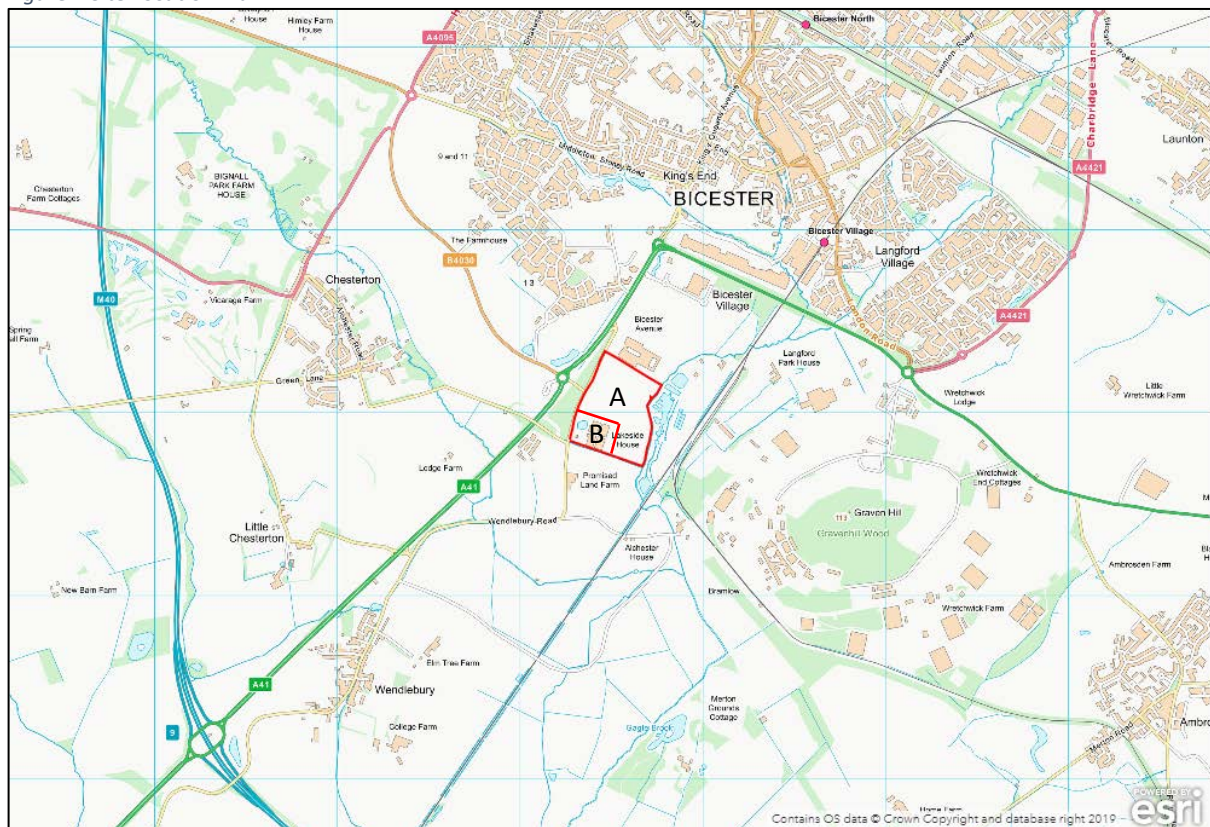 Himley Farm
House
Bicester North
A4095
Launton Road
Charbridge Lane
A4421
Launton
9 and 11
Middleton Stoney Road
King's End
BICESTER
BIGNALL
PARK FARM
HOUSE
Chesterton
Farm Cottages
The Farmhouse
B4030
Bicester Village
Langford
Village
Chesterton
13
M40
Vicarage Farm
Bicester
Village
A4421
Bicester
Avenue
Langford
Park House
Green Lane
Wretchwick
Lodge
Little
Wretchwick Farm
A
B
Lakeside
House
Lodge Farm
Promised
Land Farm
A41
Wretchwick
End Cottages
Graven Hill
113
Gravenhill Wood
Wendlebury Road
Little
Chesterton
Alchester
House
Ambrosden Farm
New Barn Farm
Bramlow
Wretchwick Farm
Elm Tree Farm
A41
Wendlebury
Merton
Grounds
Cottage
College Farm
Gagle Brook
9
Merton Road
POWERED BY
esri
Contains OS data © Crown Copyright and database right 2019